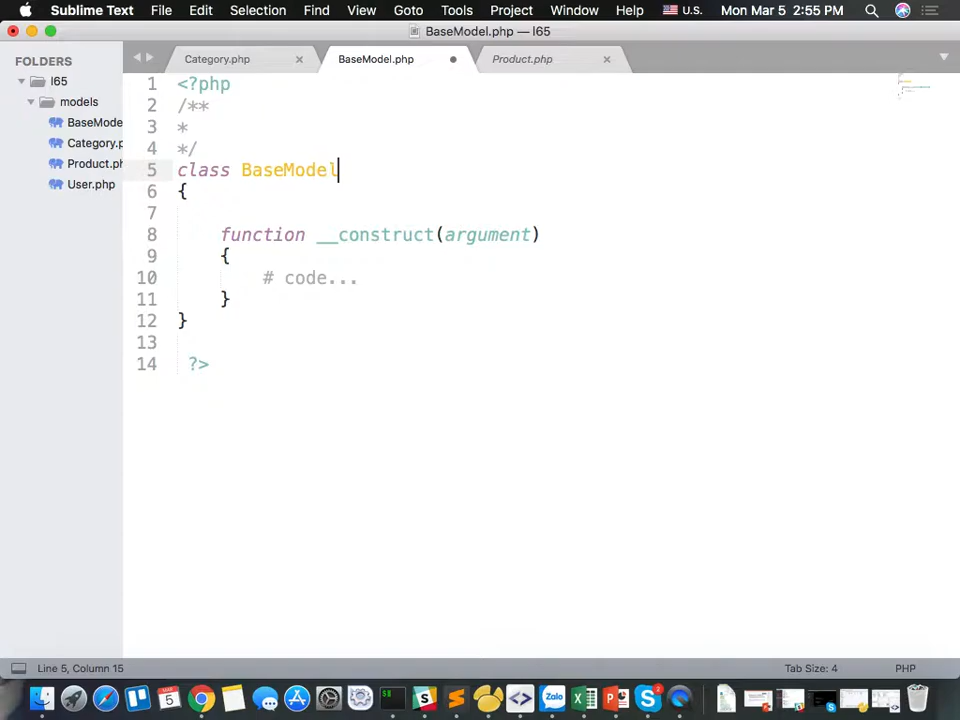 Sublime Text File Edit Selection Find View Goto Tools Project Window Help U.S. Mon Mar 5 2:55 PM
BaseModel.php — l65
FOLDERS
l65
models
BaseMode
Category.p
Product.ph
User.php
Category.php
BaseModel.php
Product.php
1 <?php
2 /**
3 *
4 */
5 class BaseModel
6 {
7
8 function __construct(argument)
9 {
10 # code...
11 }
12 }
13
14 ?>
Line 5, Column 15
Tab Size: 4
PHP
5
Zalo
2